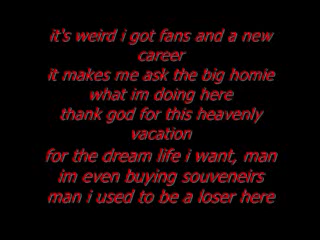 it's weird i got fans and a new
career
it makes me ask the big homie
what im doing here
thank god for this heavenly
vacation
for the dream life i want, man
im even buying souveneirs
man i used to be a loser here